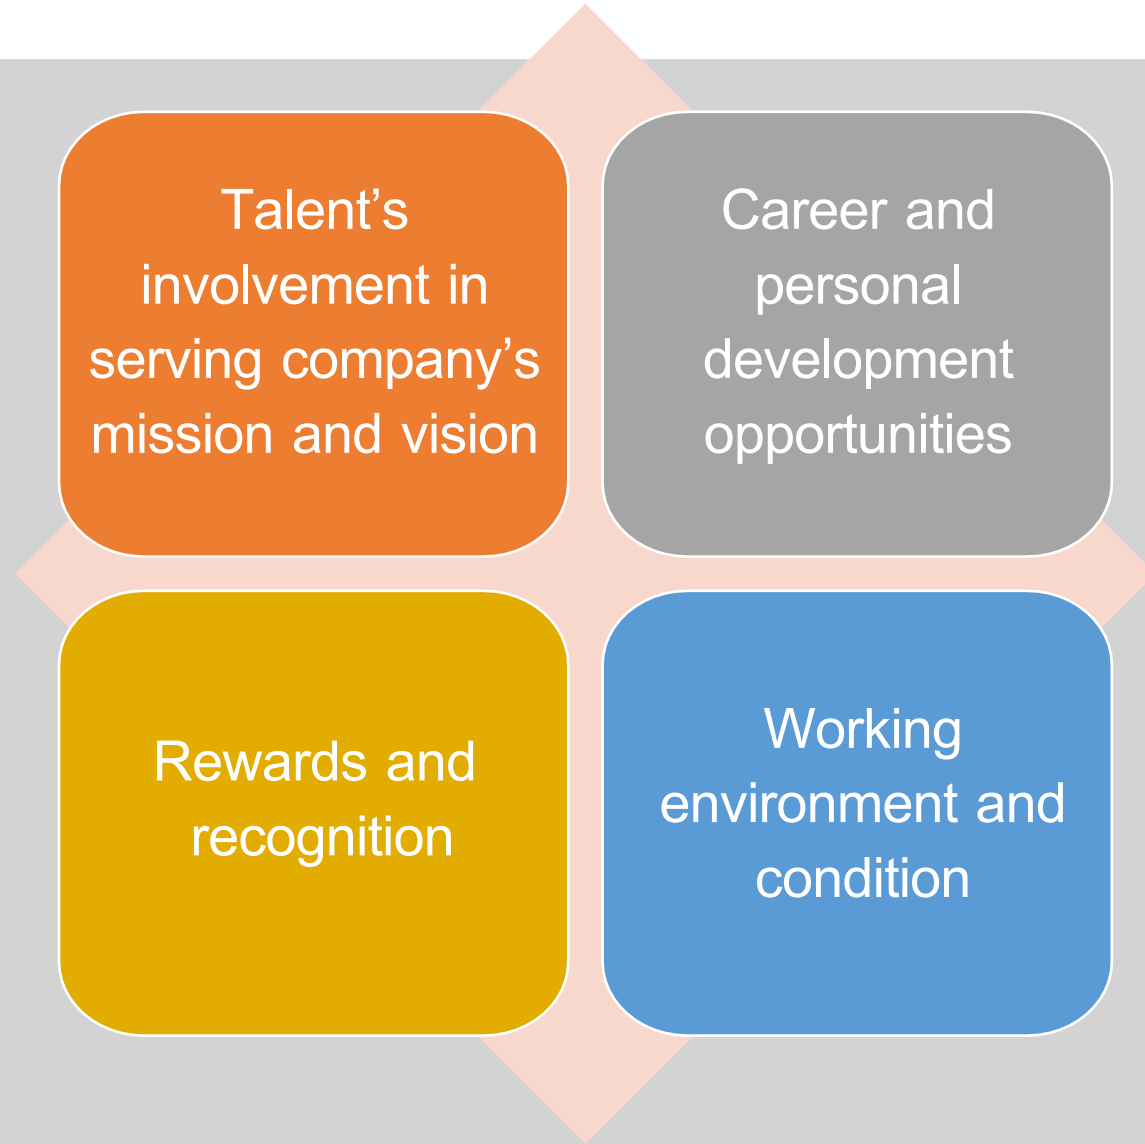 Talent’s
involvement in
serving company’s
mission and vision
Career and
personal
development
opportunities
Rewards and
recognition
Working
environment and
condition